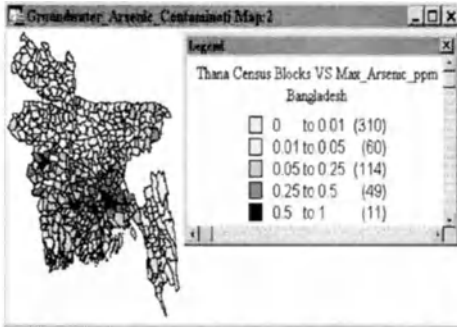 Groundwater_Arsenic_Contaminati Map:2
Legend
Thana Census Blocks VS Max_Arsenic_ppm
Bangladesh
0 to 0.01 (310)
0.01 to 0.05 (60)
0.05 to 0.25 (114)
0.25 to 0.5 (49)
0.5 to 1 (11)